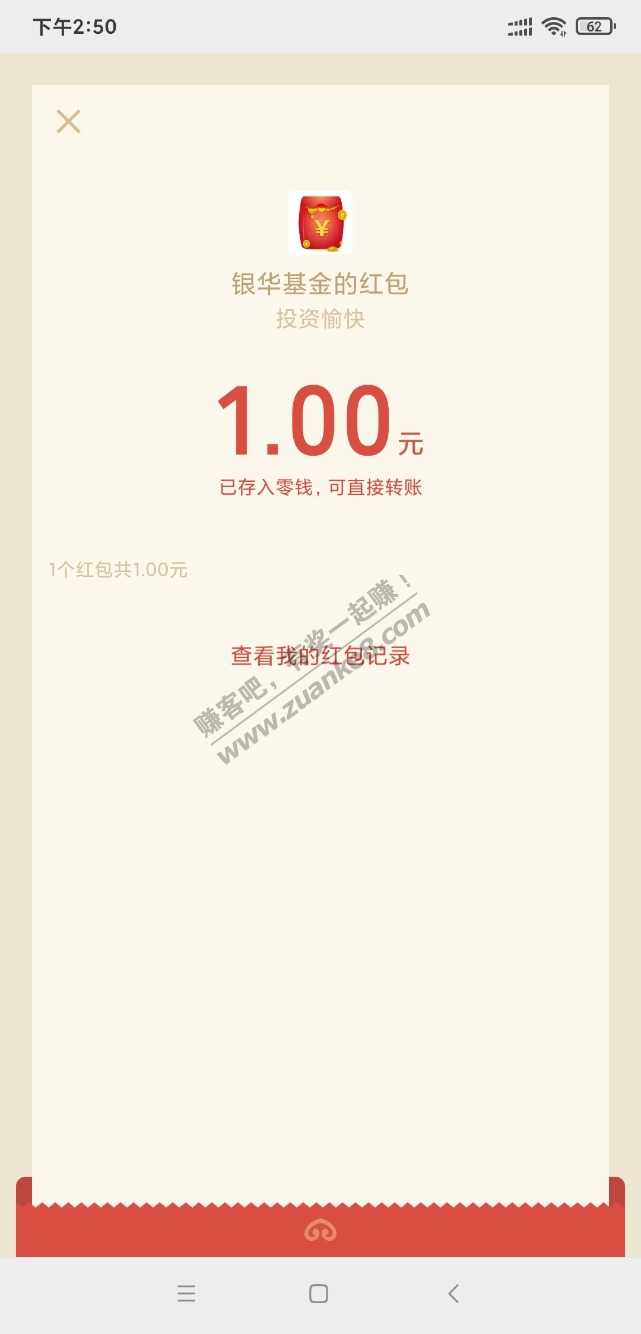 下午2:50
62
¥
银华基金的红包
投资愉快
1.00元
已存入零钱，可直接转账
1个红包共1.00元
查看我的红包记录
赚客吧，有奖一起赚！
www.zuanke8.com